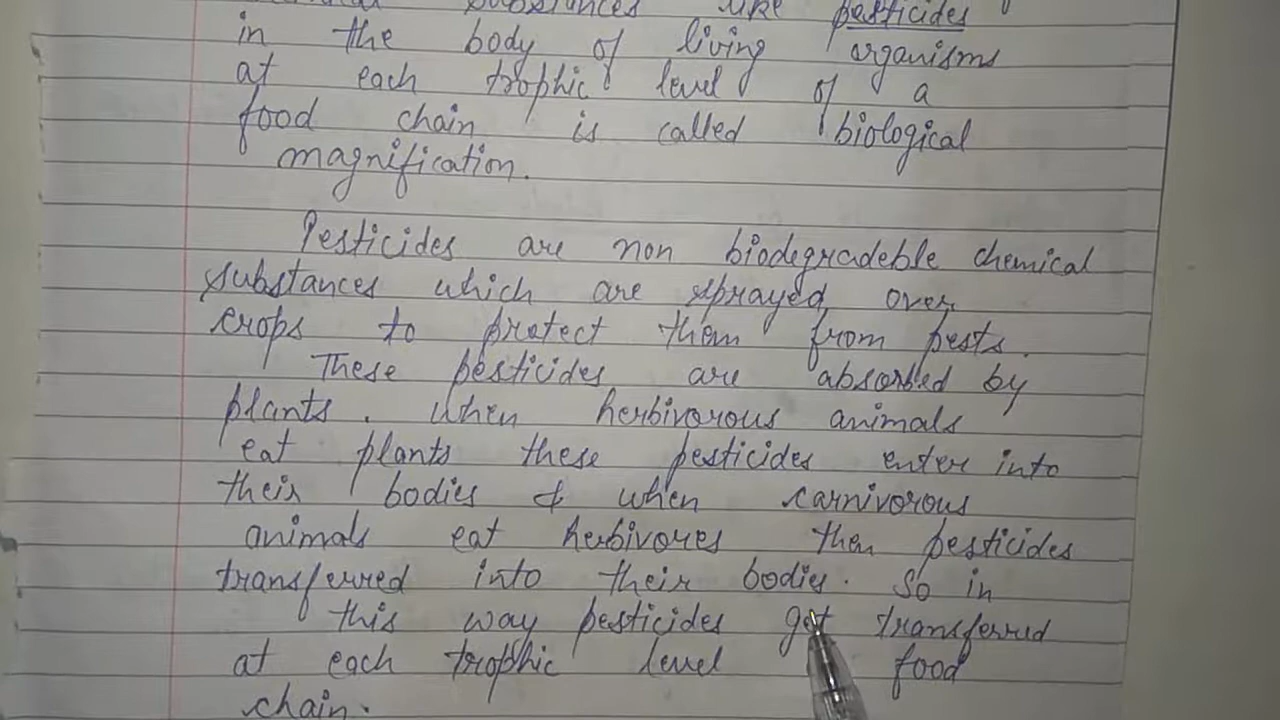 substances like pesticides
in the body of living organisms
at each trophic level of a
food chain is called biological
magnification.
Pesticides are non biodegradeble chemical
substances which are sprayed over
crops to protect them from pests.
These pesticides are absorbed by
plants. When herbivorous animals
eat plants these pesticides enter into
their bodies & when carnivorous
animals eat herbivores then pesticides
transferred into their bodies. So in
this way pesticides get transferred
at each trophic level food
chain.